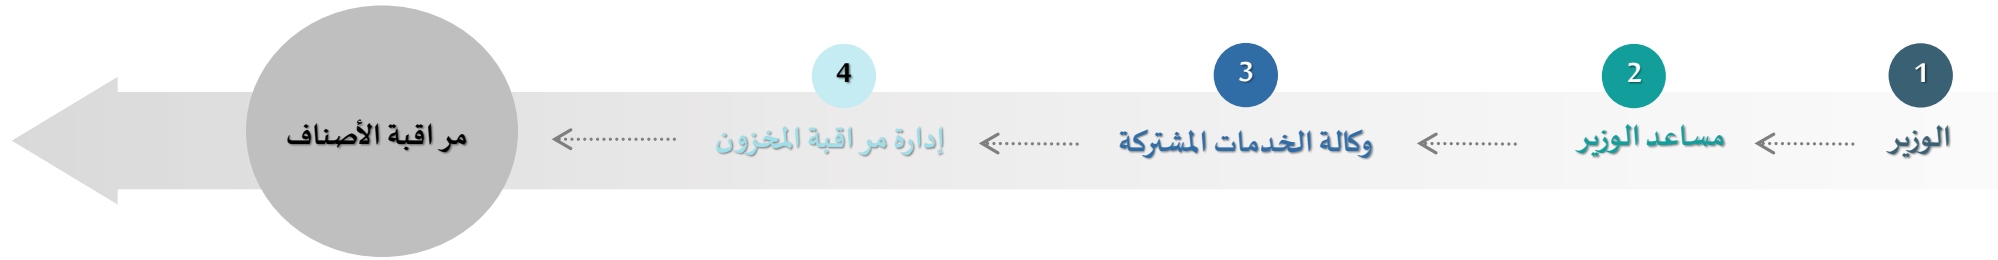 1
الوزير
2
مساعد الوزير
3
وكالة الخدمات المشتركة
4
إدارة مراقبة المخزون
مراقبة الأصناف